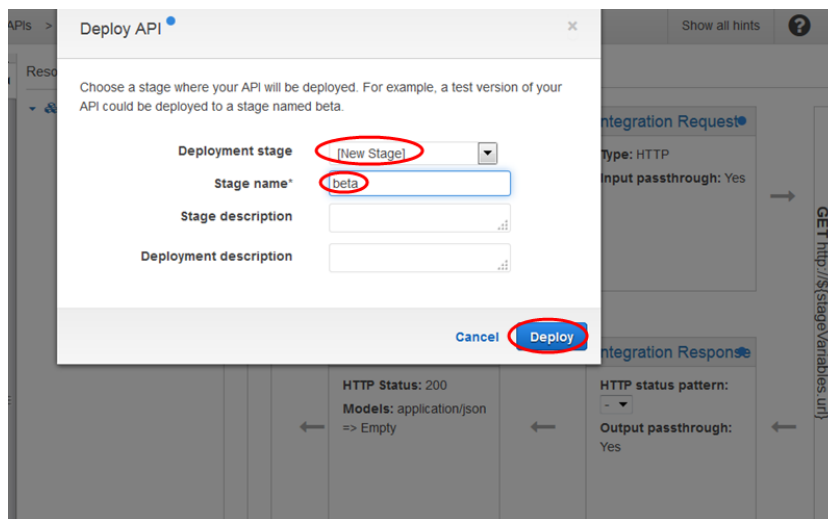 APIs >
Show all hints
?
Deploy API
×
Choose a stage where your API will be deployed. For example, a test version of your
API could be deployed to a stage named beta.
Deployment stage
[New Stage]
Stage name*
beta
Stage description
Deployment description
Cancel
Deploy
Reso
ntegration Request
Type: HTTP
Input passthrough: Yes
GET http://${stageVariables.url}
HTTP Status: 200
Models: application/json
=> Empty
ntegration Response
HTTP status pattern:
-
Output passthrough:
Yes